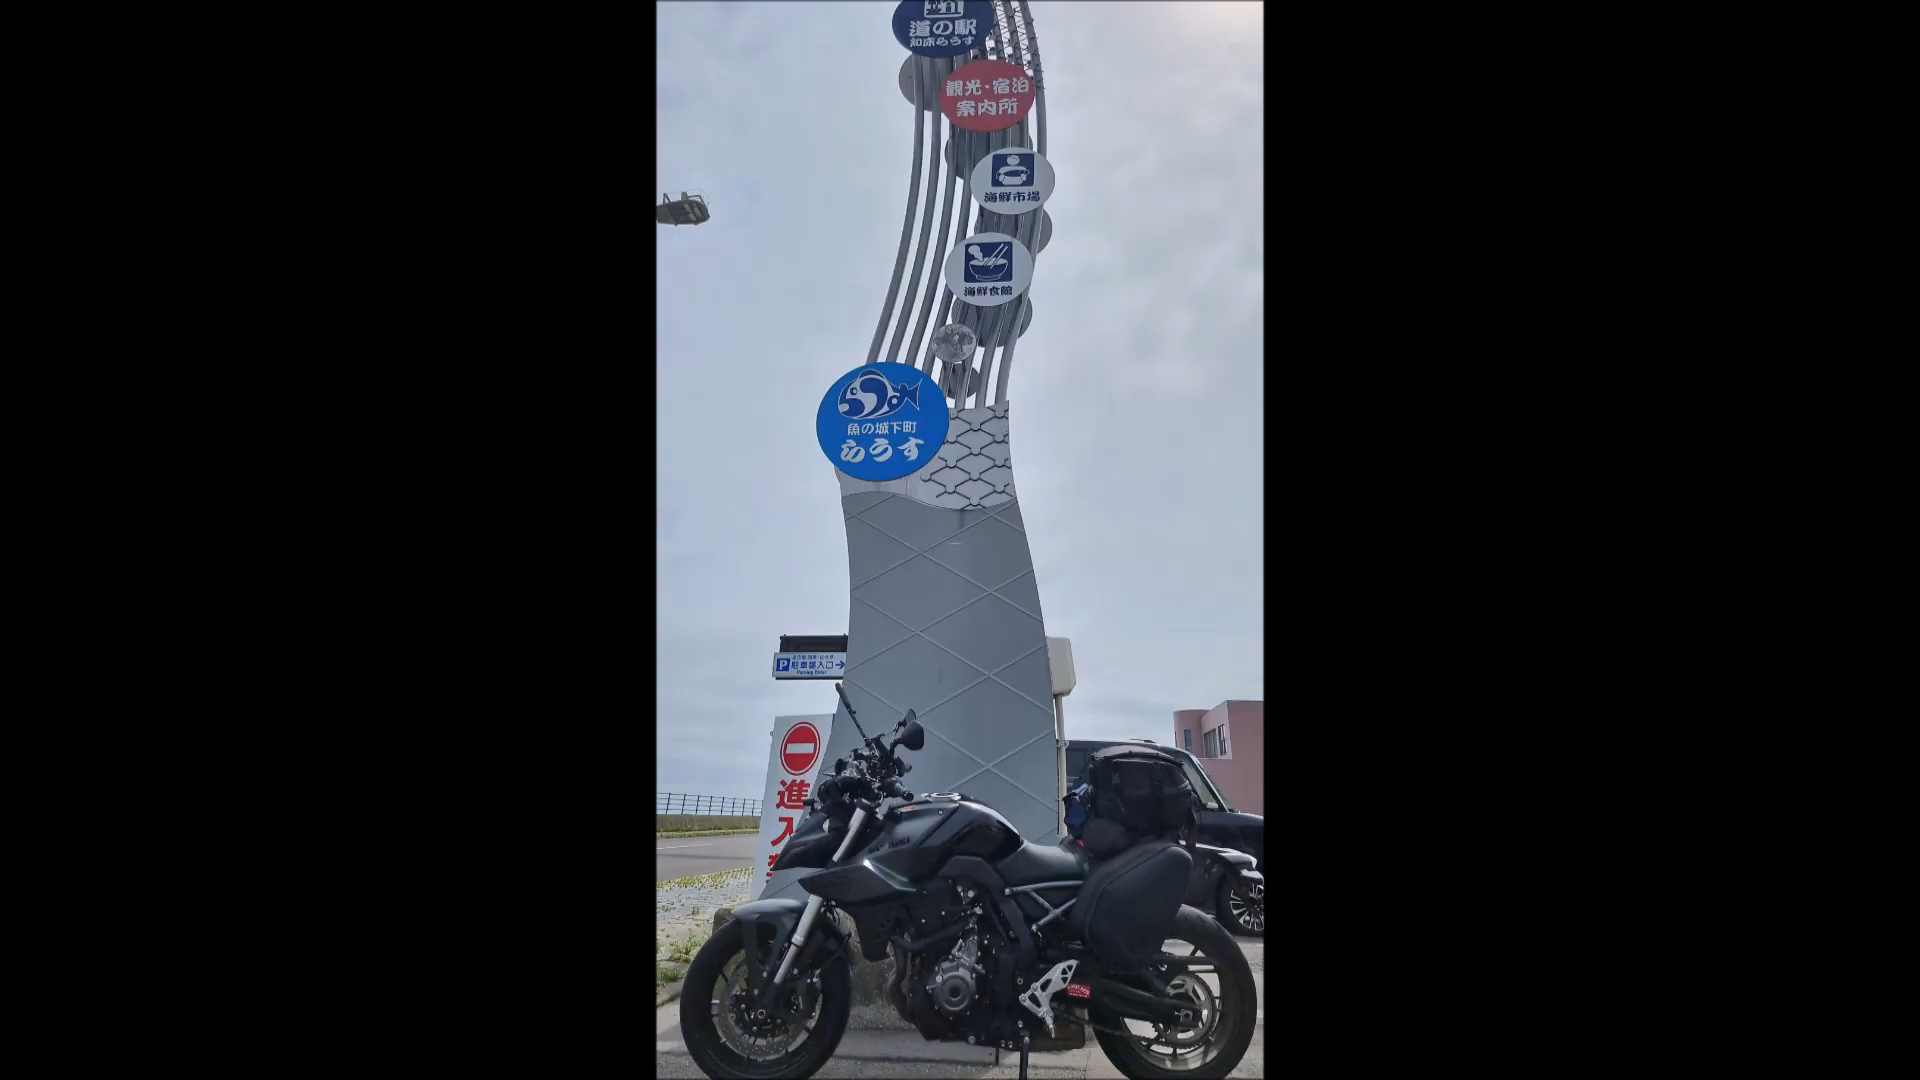 道の駅
知床らうす
観光・宿泊
案内所
海鮮市場
海鮮食館
魚の城下町
らうす
P 駐車場入口→
Parking Enter
進
入